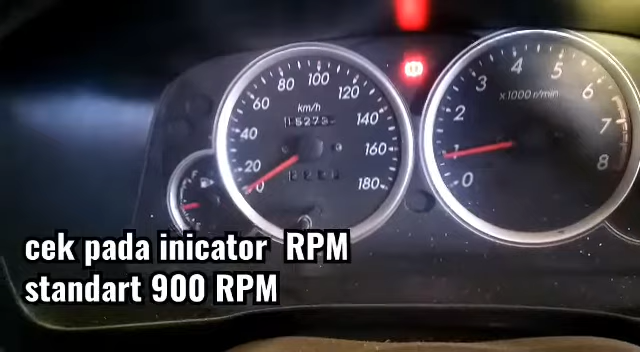 80 100 120
60 140
40 160
20 180
0
km/h
4 5
3 6
2 7
1 8
0
x1000 r/min
cek pada inicator RPM
standart 900 RPM